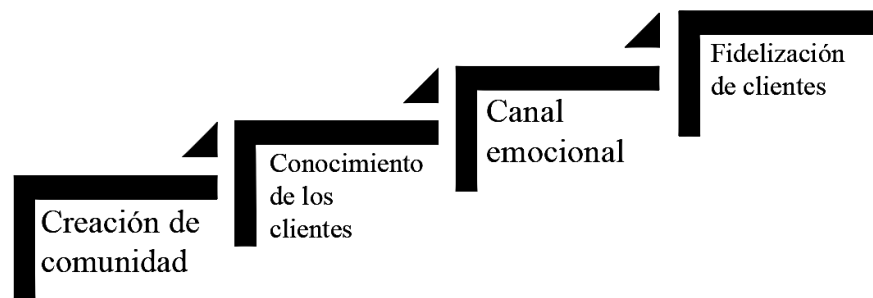 Creación de
comunidad
Conocimiento
de los
clientes
Canal
emocional
Fidelización
de clientes